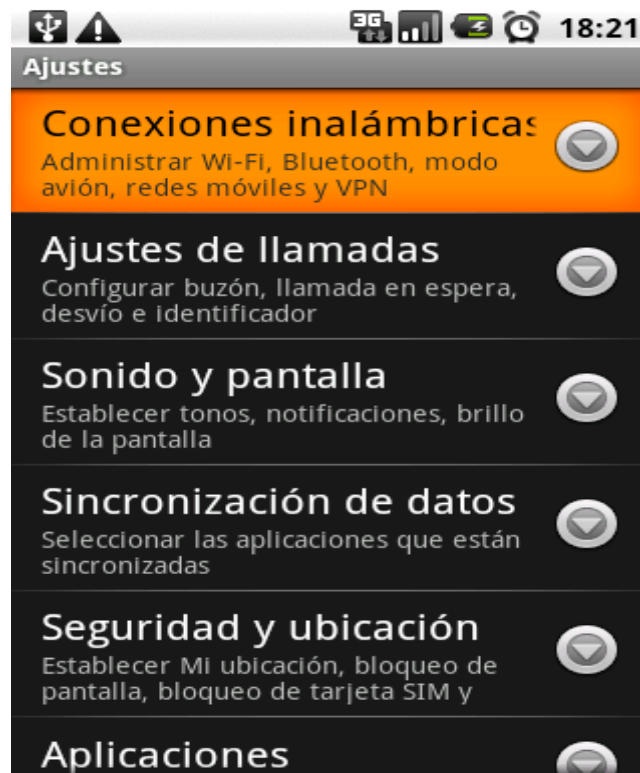 3G 18:21
Ajustes
Conexiones inalámbricas
Administrar Wi-Fi, Bluetooth, modo
avión, redes móviles y VPN
Ajustes de llamadas
Configurar buzón, llamada en espera,
desvío e identificador
Sonido y pantalla
Establecer tonos, notificaciones, brillo
de la pantalla
Sincronización de datos
Seleccionar las aplicaciones que están
sincronizadas
Seguridad y ubicación
Establecer Mi ubicación, bloqueo de
pantalla, bloqueo de tarjeta SIM y
Aplicaciones